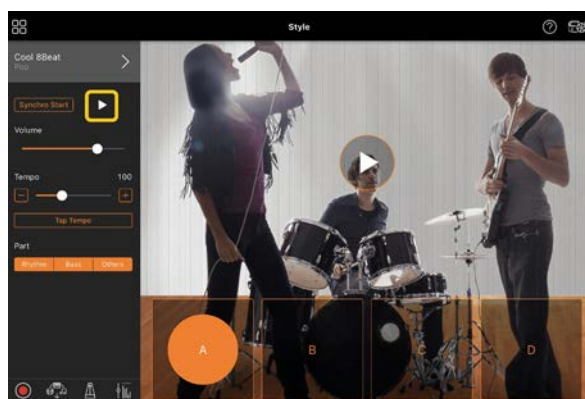 Style
Cool 8Beat
Pop
Synchro Start
Volume
Tempo 100
Tap Tempo
Part
Rhythm Bass Others
A B C D